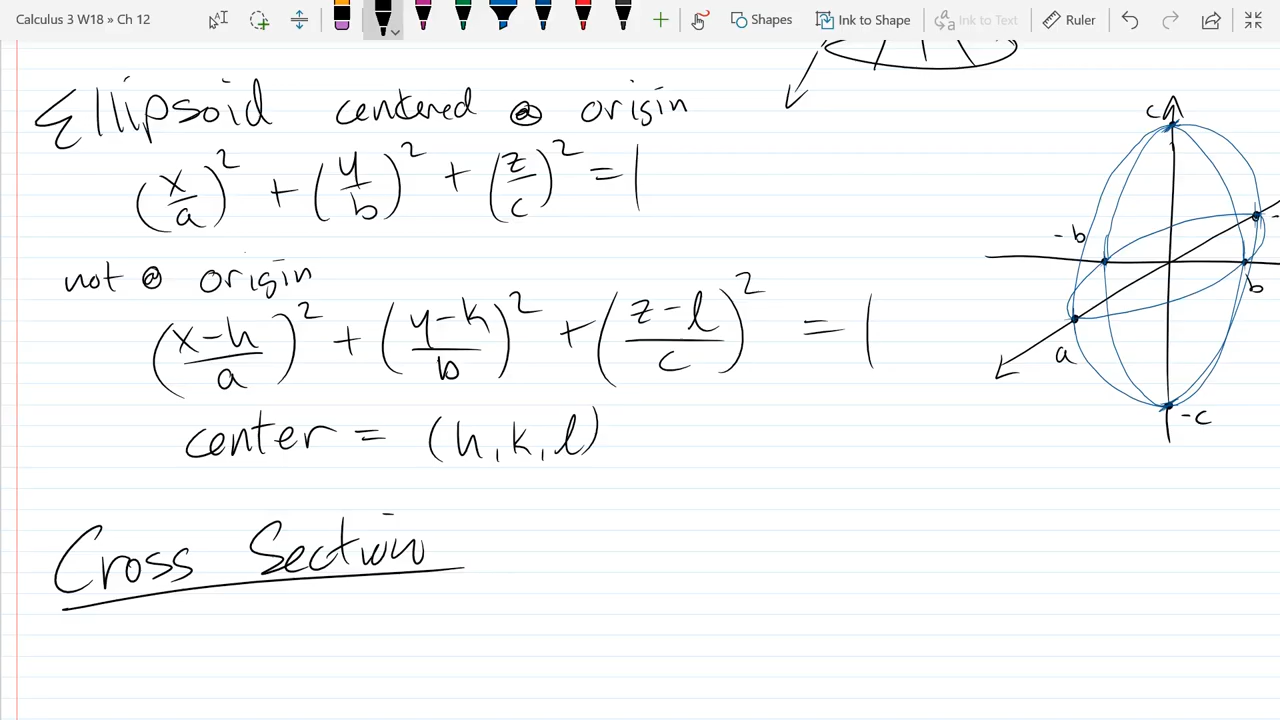 Calculus 3 W18 » Ch 12
Shapes
Ink to Shape
Ink to Text
Ruler
Ellipsoid centered @ origin
(x/a)² + (y/b)² + (z/c)² = 1
not @ origin
((x-h)/a)² + ((y-k)/b)² + ((z-l)/c)² = 1
center = (h, k, l)
Cross Section
c
-b
b
a
-c